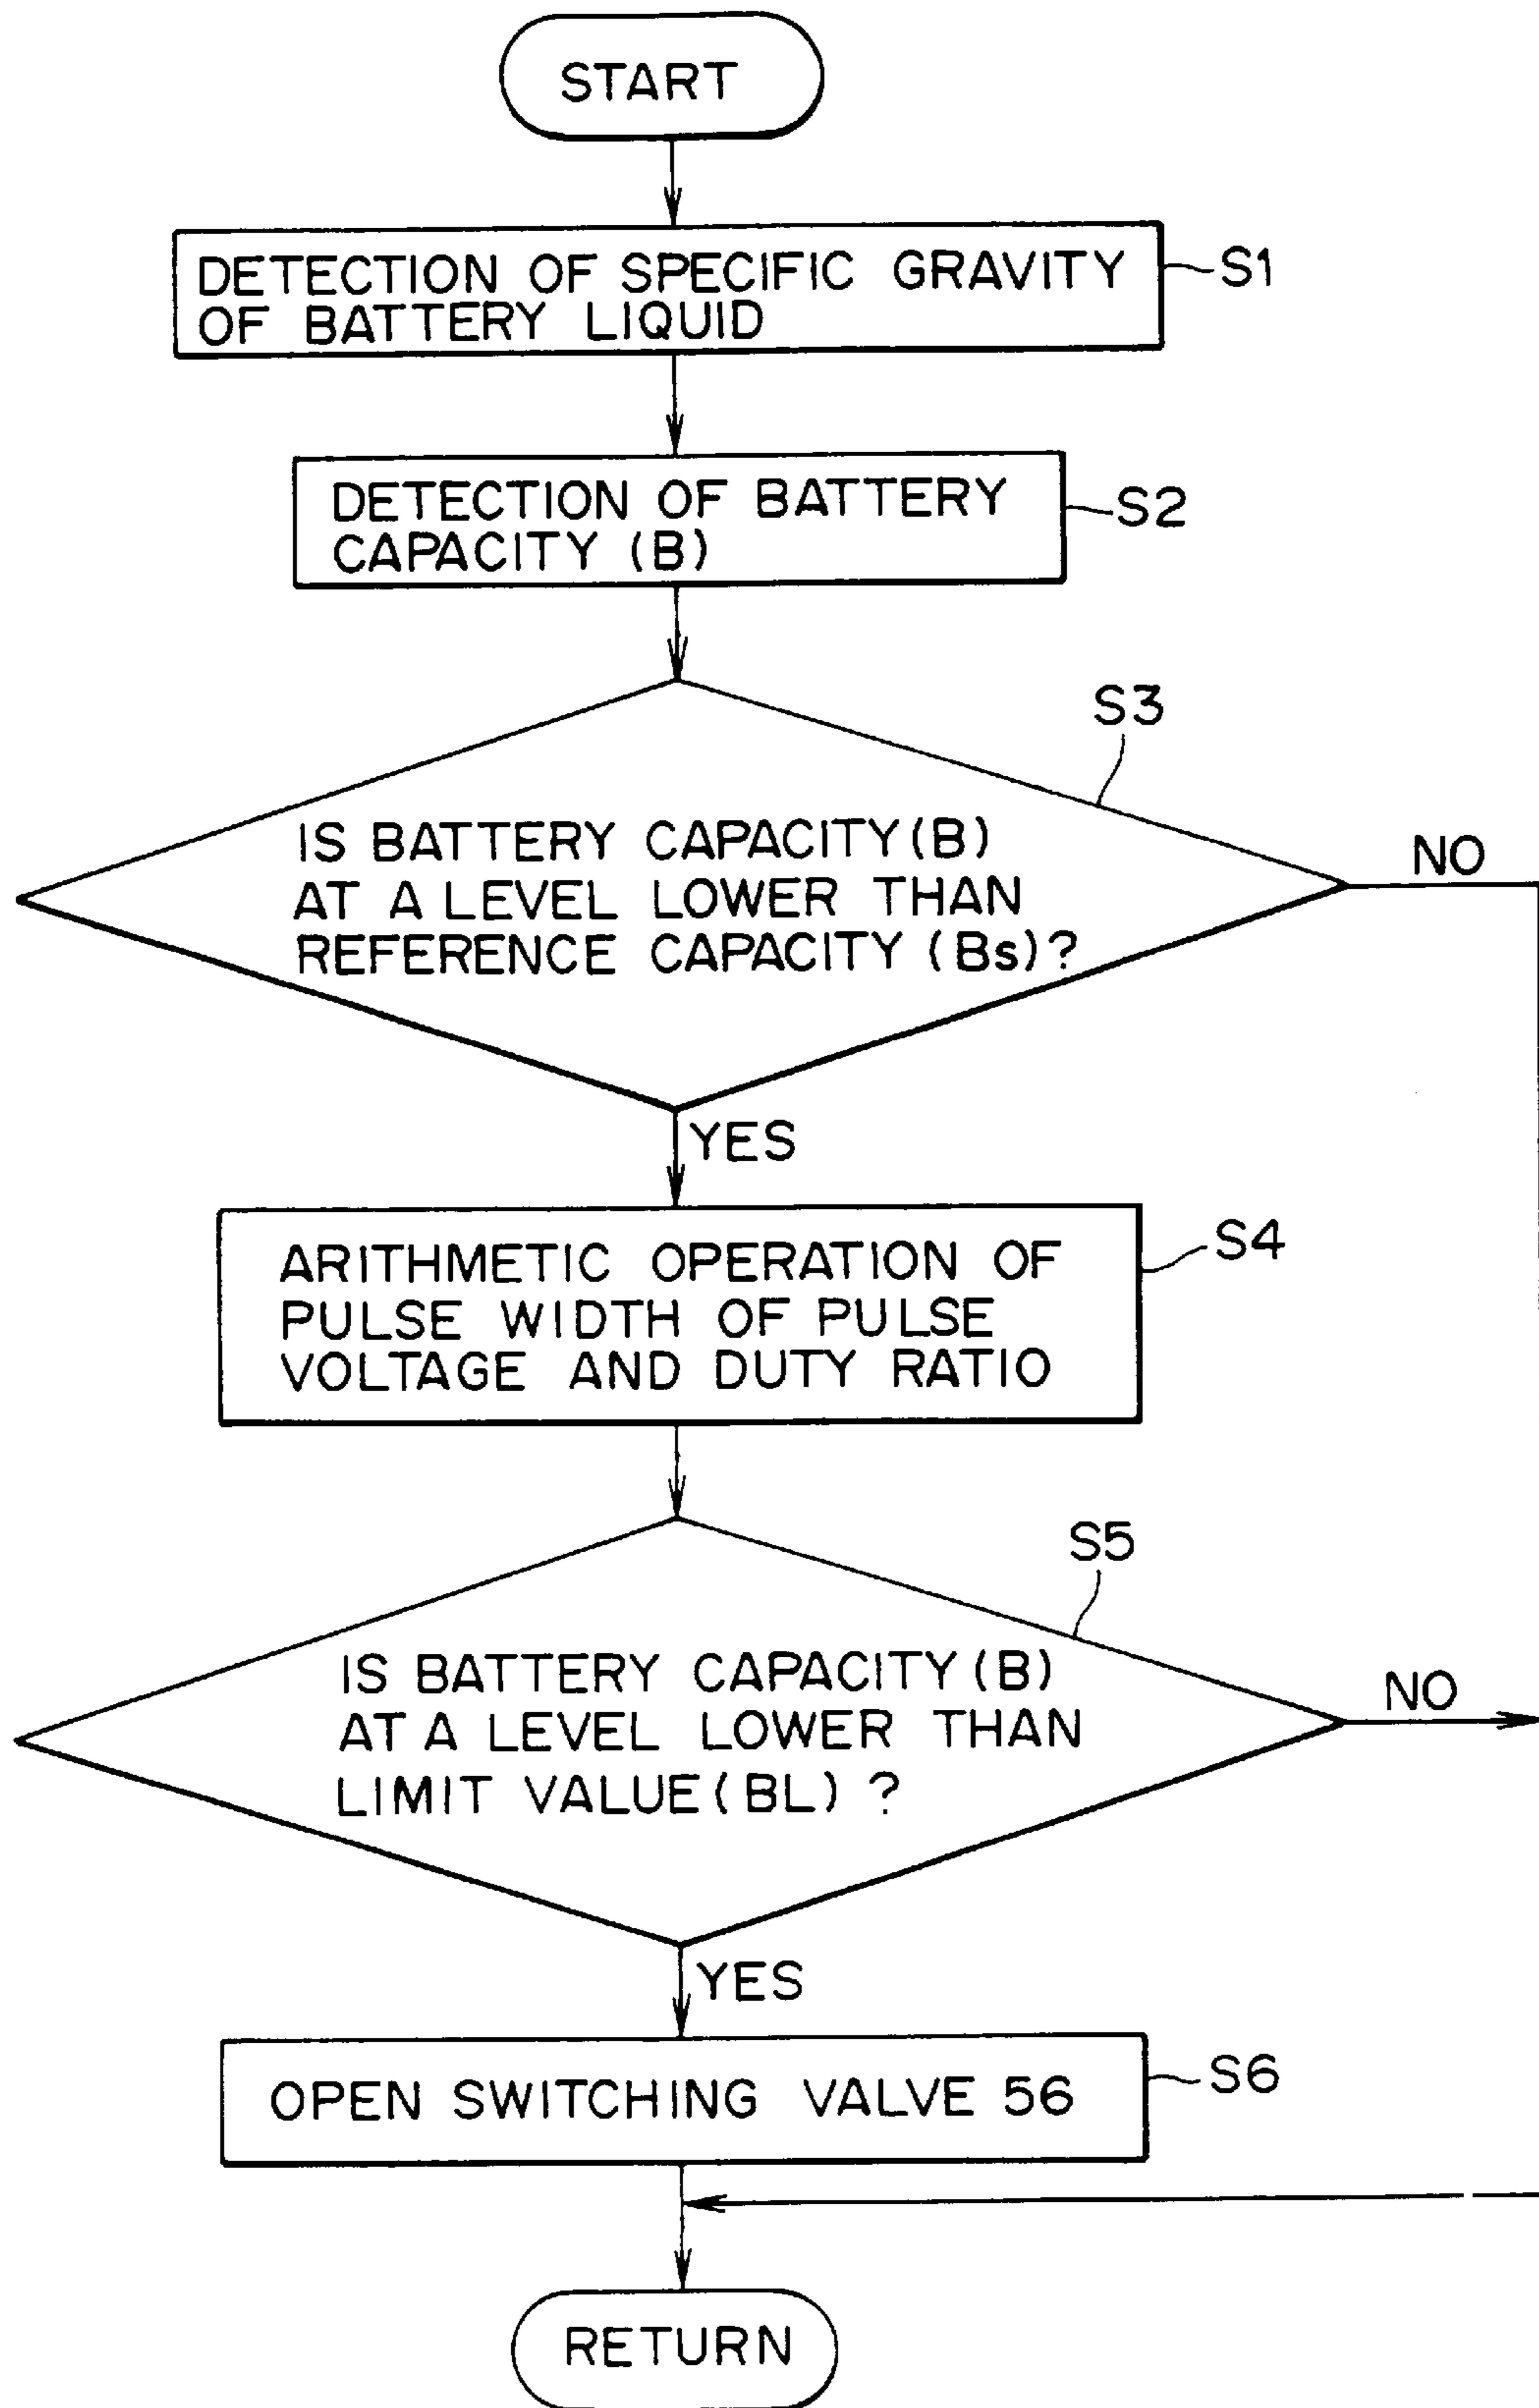 START
DETECTION OF SPECIFIC GRAVITY
OF BATTERY LIQUID
S1
DETECTION OF BATTERY
CAPACITY (B)
S2
S3
IS BATTERY CAPACITY (B)
AT A LEVEL LOWER THAN
REFERENCE CAPACITY (Bs)?
NO
YES
ARITHMETIC OPERATION OF
PULSE WIDTH OF PULSE
VOLTAGE AND DUTY RATIO
S4
S5
IS BATTERY CAPACITY (B)
AT A LEVEL LOWER THAN
LIMIT VALUE (BL) ?
NO
YES
OPEN SWITCHING VALVE 56
S6
RETURN